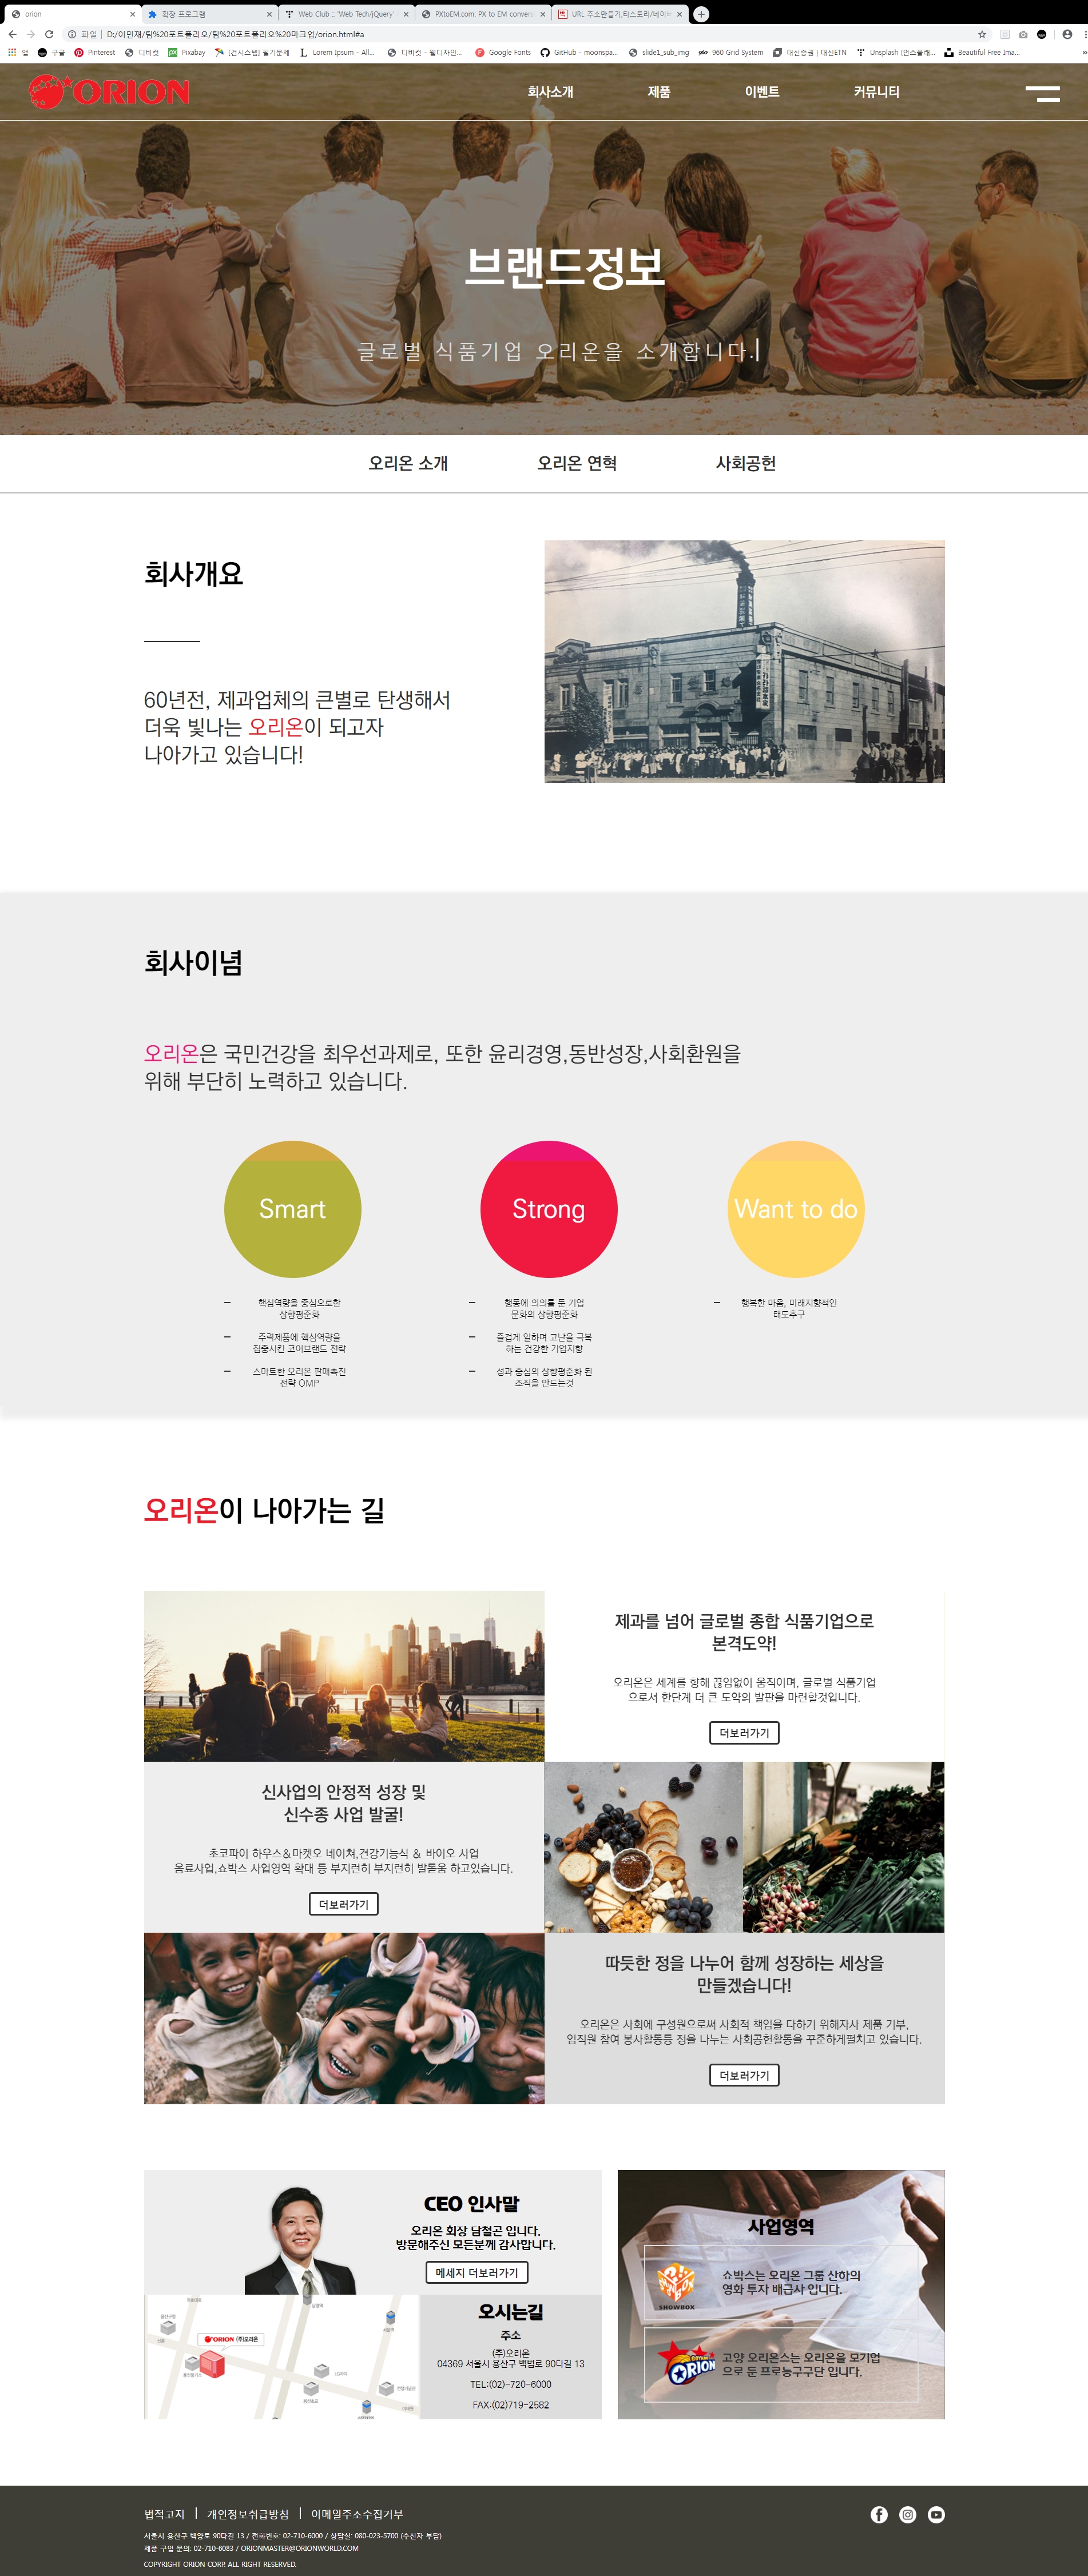 orion
확장 프로그램
Web Club :: 'Web Tech/jQuery'
PXtoEM.com: PX to EM conver
URL 주소만들기,티스토리/네이
파일 | D:/이민재/팀%20포트폴리오/팀%20포트폴리오%20마크업/orion.html#a
앱 구글 Pinterest 디비컷 Pixabay [건시스템] 필기문제 Lorem Ipsum - All... 디비컷 - 웹디자인... Google Fonts GitHub - moonspa... slide1_sub_img 960 Grid System 대신증권 | 대신ETN Unsplash (언스플래... Beautiful Free Ima...
ORION
회사소개 제품 이벤트 커뮤니티
브랜드정보
글로벌 식품기업 오리온을 소개합니다.
오리온 소개 오리온 연혁 사회공헌
회사개요
60년전, 제과업체의 큰별로 탄생해서
더욱 빛나는 오리온이 되고자
나아가고 있습니다!
회사이념
오리온은 국민건강을 최우선과제로, 또한 윤리경영,동반성장,사회환원을
위해 부단히 노력하고 있습니다.
Smart
Strong
Want to do
핵심역량을 중심으로한
상향평준화
주력제품에 핵심역량을
집중시킨 코어브랜드 전략
스마트한 오리온 판매측진
전략 OMP
행동에 의의를 둔 기업
문화의 상향평준화
즐겁게 일하며 고난을 극복
하는 건강한 기업지향
성과 중심의 상향평준화 된
조직을 만드는것
행복한 마음, 미래지향적인
태도추구
오리온이 나아가는 길
제과를 넘어 글로벌 종합 식품기업으로
본격도약!
오리온은 세계를 향해 끊임없이 움직이며, 글로벌 식품기업
으로서 한단계 더 큰 도약의 발판을 마련할것입니다.
더보러가기
신사업의 안정적 성장 및
신수종 사업 발굴!
초코파이 하우스&마켓오 네이처,건강기능식 & 바이오 사업
음료사업,쇼박스 사업영역 확대 등 부지런히 부지런히 발돋움 하고있습니다.
더보러가기
따듯한 정을 나누어 함께 성장하는 세상을
만들겠습니다!
오리온은 사회에 구성원으로써 사회적 책임을 다하기 위해자사 제품 기부,
임직원 참여 봉사활동등 정을 나누는 사회공헌활동을 꾸준하게펼치고 있습니다.
더보러가기
CEO 인사말
오리온 회장 담철곤 입니다.
방문해주신 모든분께 감사합니다.
메세지 더보러가기
ORION (주)오리온
오시는길
주소
(주)오리온
04369 서울시 용산구 백범로 90다길 13
TEL:(02)-720-6000
FAX:(02)719-2582
사업영역
SHOWBOX
쇼박스는 오리온 그룹 산하의
영화 투자 배급사 입니다.
ORION
고양 오리온스는 오리온을 모기업
으로 둔 프로농구구단 입니다.
법적고지 | 개인정보취급방침 | 이메일주소수집거부
서울시 용산구 백양로 90다길 13 / 전화번호: 02-710-6000 / 상담실: 080-023-5700 (수신자 부담)
제품 구입 문의: 02-710-6083 / ORIONMASTER@ORIONWORLD.COM
COPYRIGHT ORION CORP. ALL RIGHT RESERVED.